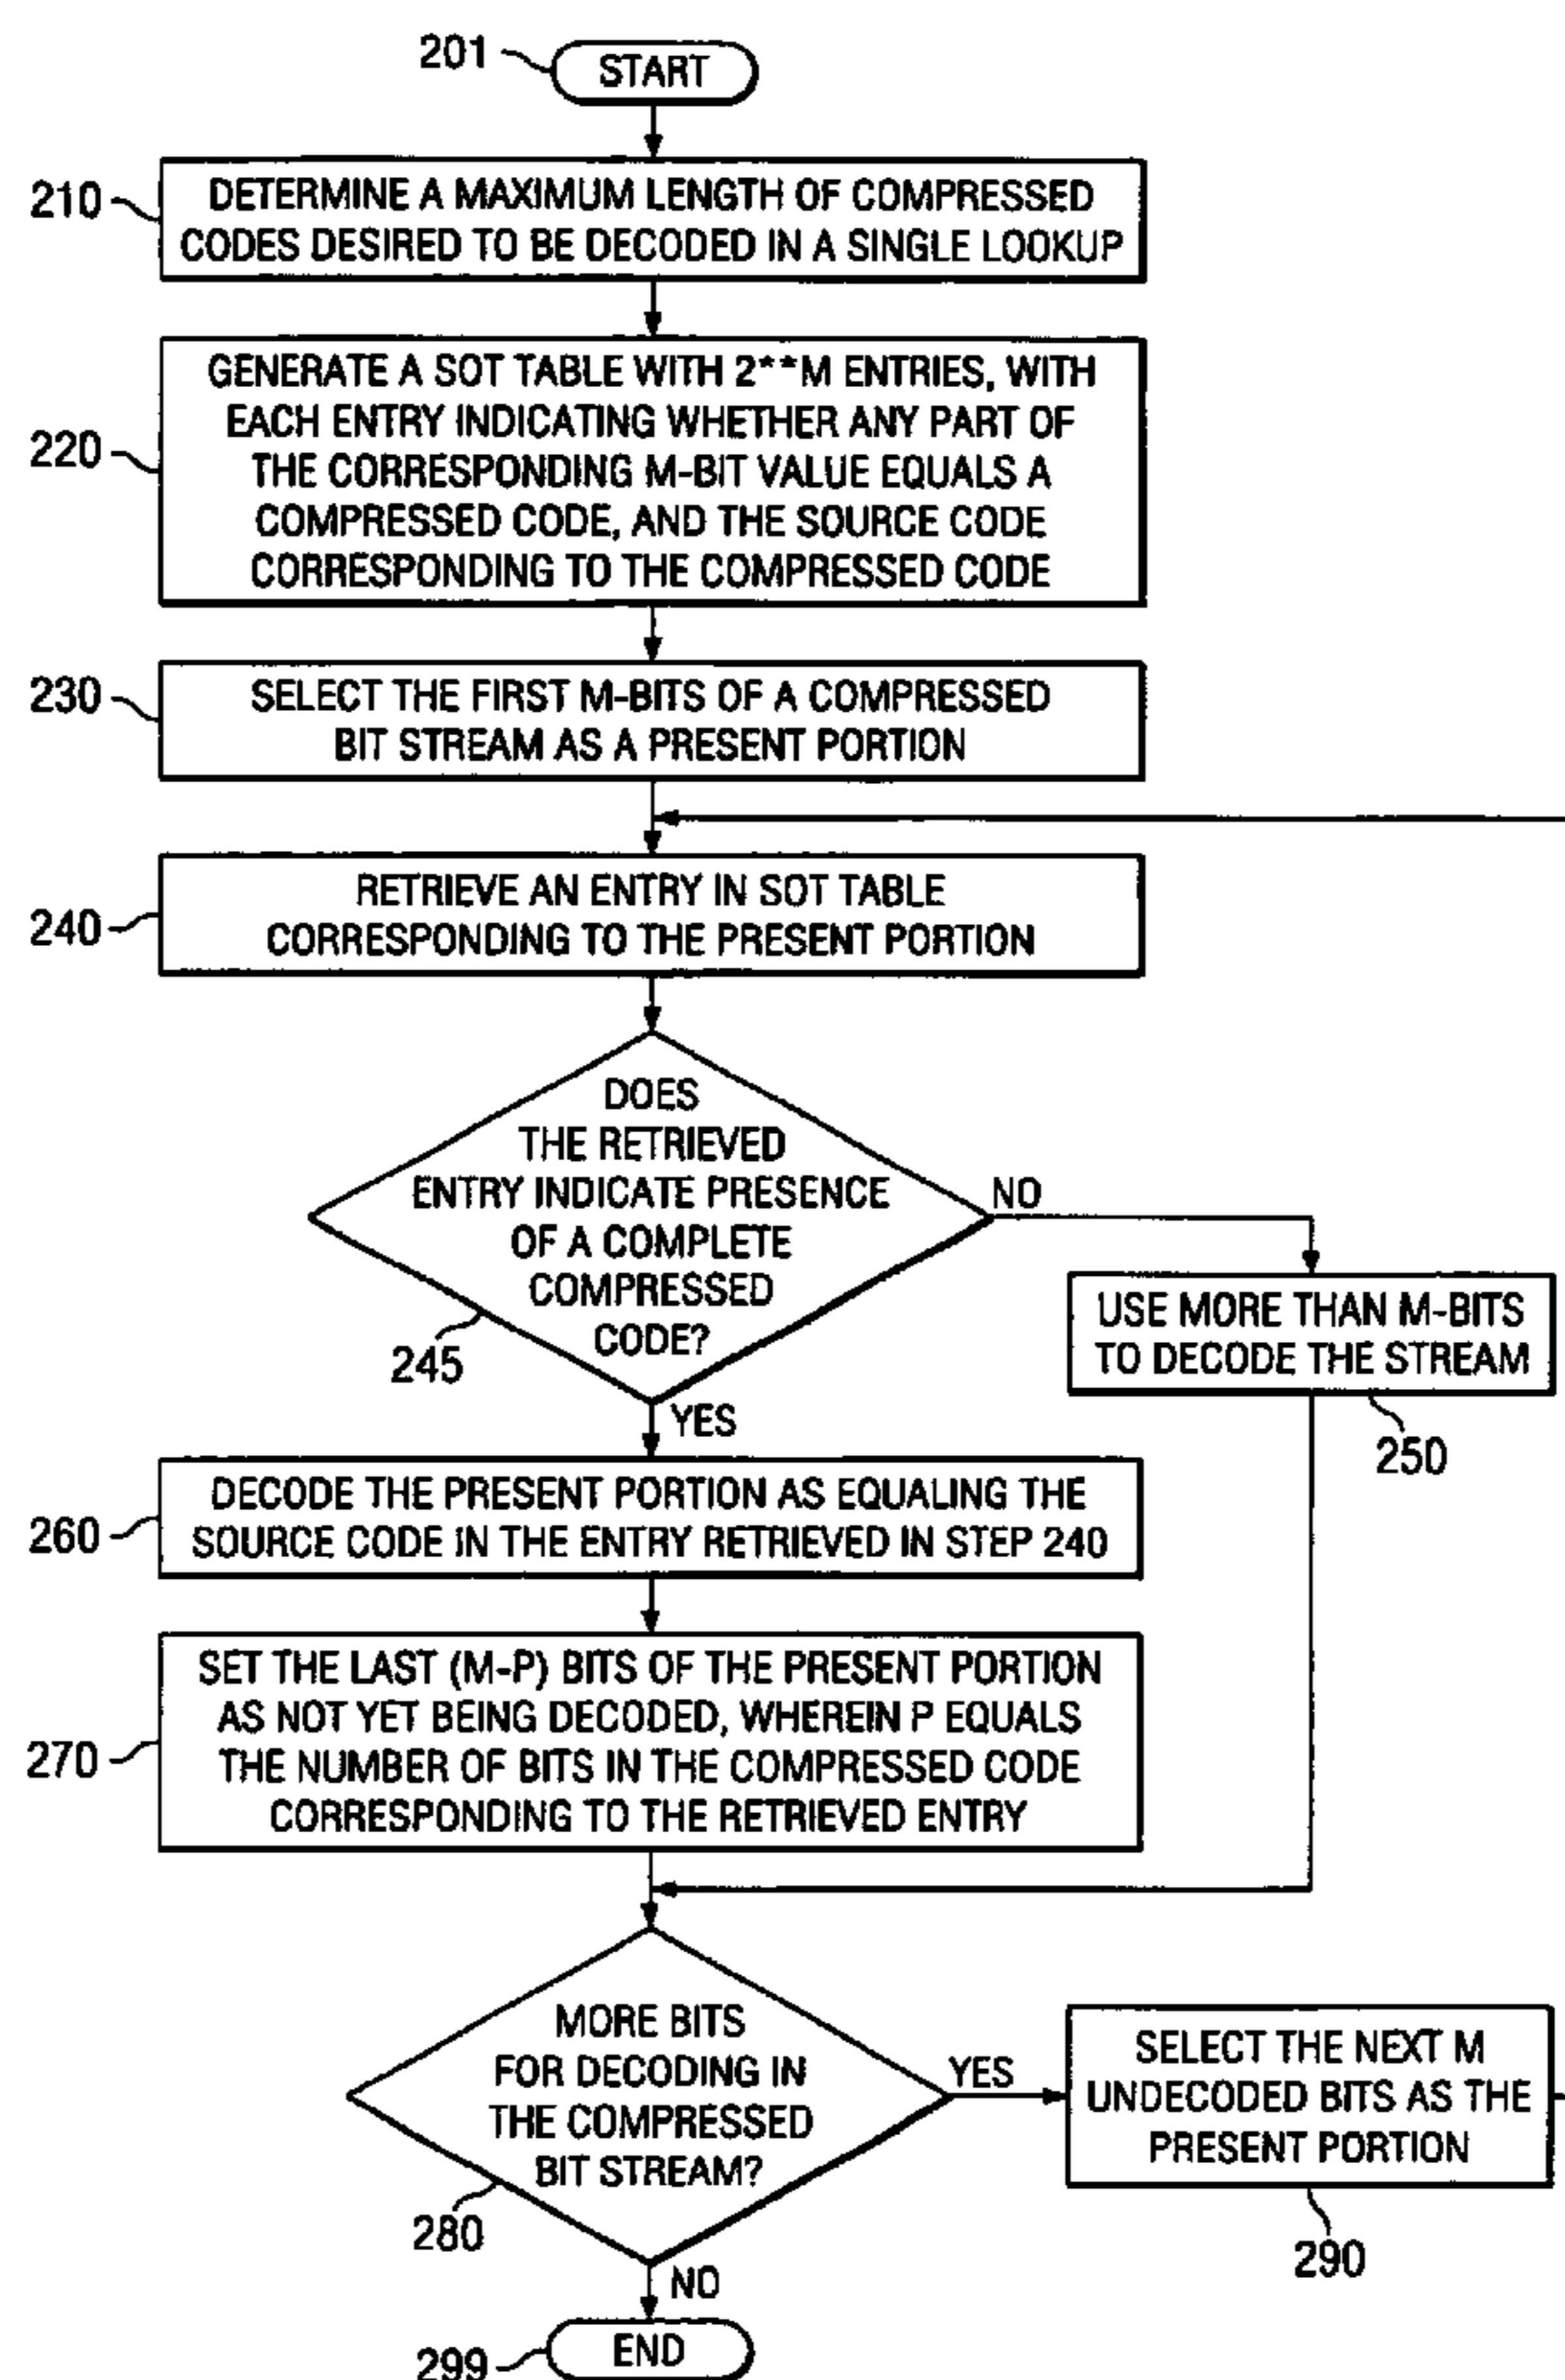 201
START
210
DETERMINE A MAXIMUM LENGTH OF COMPRESSED
CODES DESIRED TO BE DECODED IN A SINGLE LOOKUP
220
GENERATE A SOT TABLE WITH 2**M ENTRIES, WITH
EACH ENTRY INDICATING WHETHER ANY PART OF
THE CORRESPONDING M-BIT VALUE EQUALS A
COMPRESSED CODE, AND THE SOURCE CODE
CORRESPONDING TO THE COMPRESSED CODE
230
SELECT THE FIRST M-BITS OF A COMPRESSED
BIT STREAM AS A PRESENT PORTION
240
RETRIEVE AN ENTRY IN SOT TABLE
CORRESPONDING TO THE PRESENT PORTION
DOES
THE RETRIEVED
ENTRY INDICATE PRESENCE
OF A COMPLETE
COMPRESSED
CODE?
245
NO
USE MORE THAN M-BITS
TO DECODE THE STREAM
250
YES
260
DECODE THE PRESENT PORTION AS EQUALING THE
SOURCE CODE IN THE ENTRY RETRIEVED IN STEP 240
270
SET THE LAST (M-P) BITS OF THE PRESENT PORTION
AS NOT YET BEING DECODED, WHEREIN P EQUALS
THE NUMBER OF BITS IN THE COMPRESSED CODE
CORRESPONDING TO THE RETRIEVED ENTRY
MORE BITS
FOR DECODING IN
THE COMPRESSED
BIT STREAM?
280
YES
SELECT THE NEXT M
UNDECODED BITS AS THE
PRESENT PORTION
290
NO
299
END